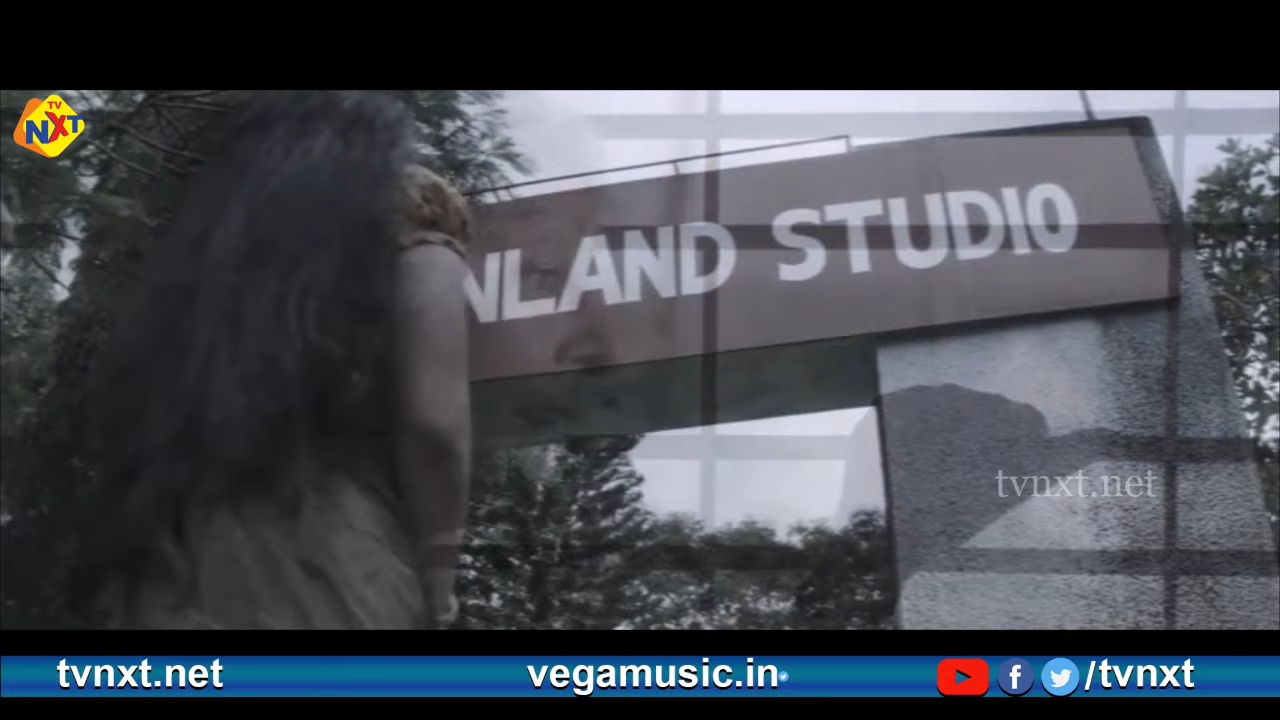 TV
NXT
NLAND STUDIO
tvnxt.net
tvnxt.net
vegamusic.in
/tvnxt